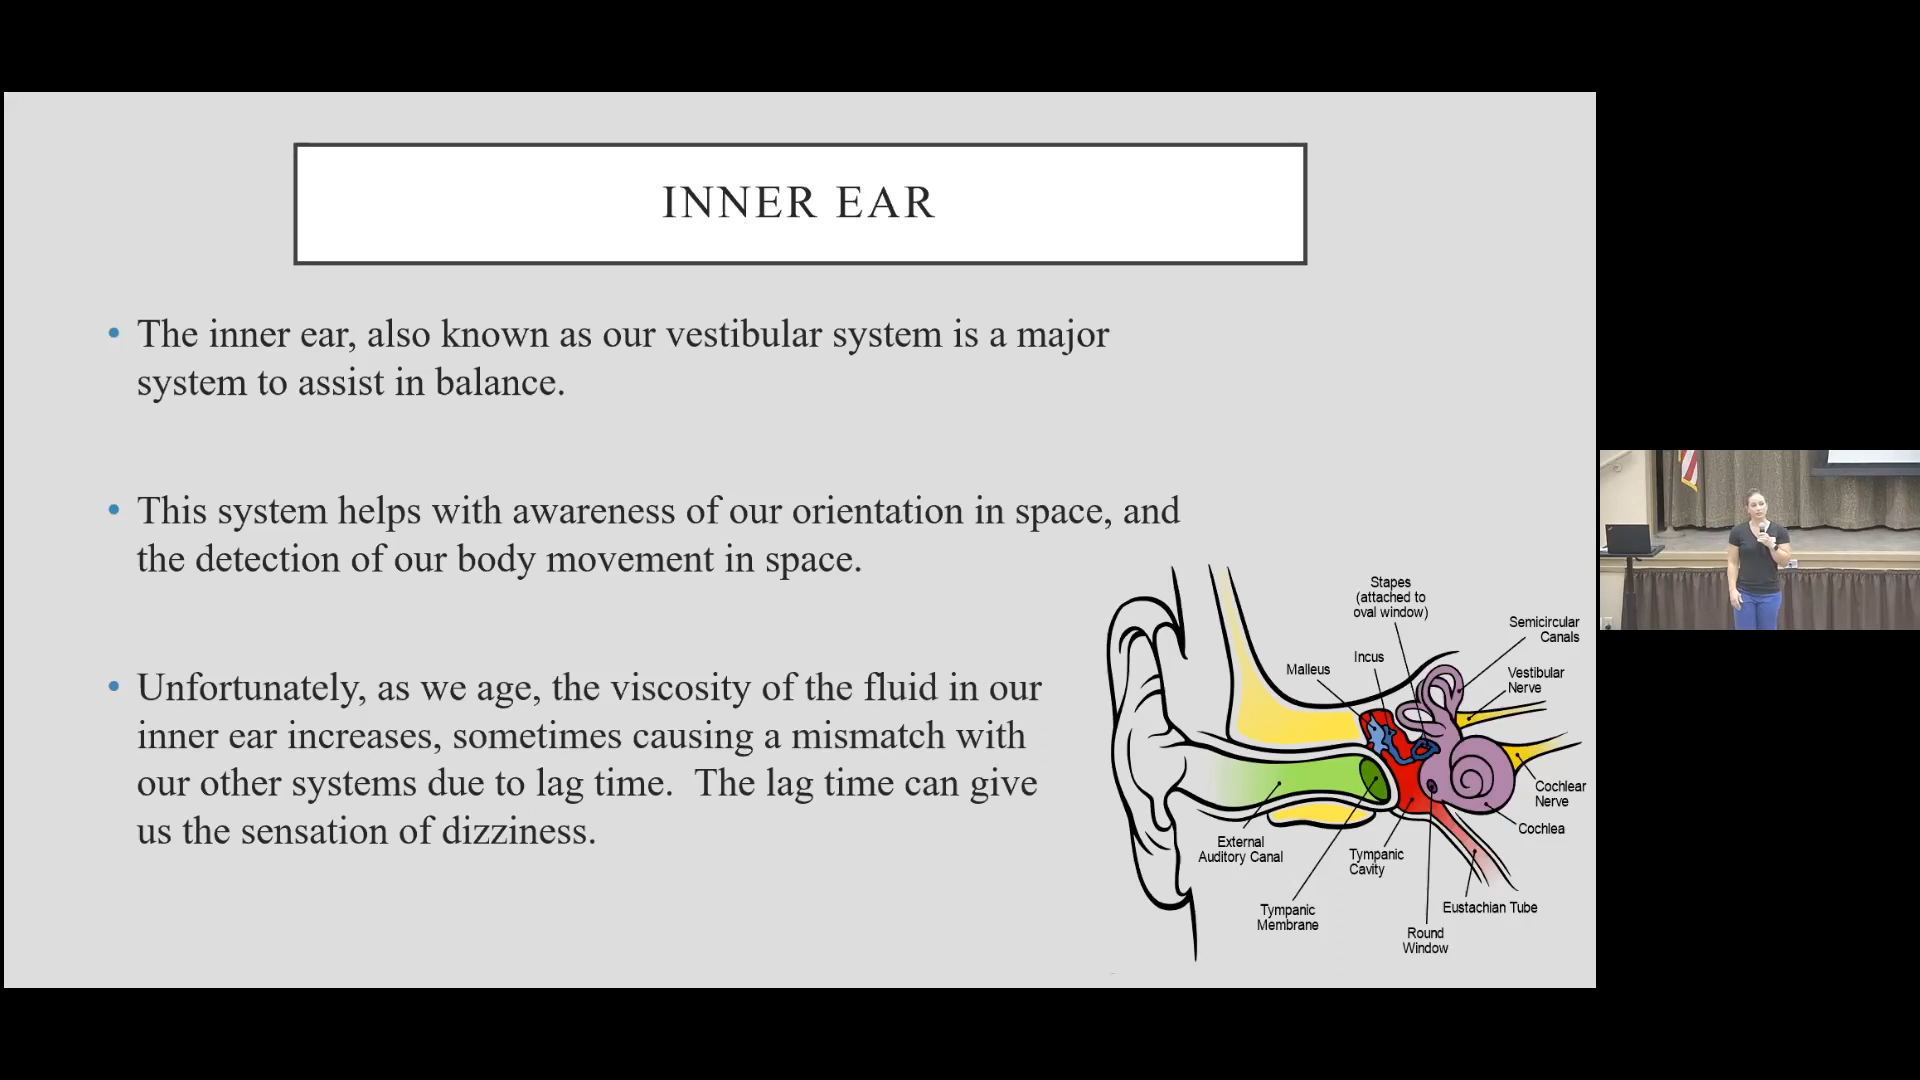 INNER EAR
• The inner ear, also known as our vestibular system is a major
system to assist in balance.
• This system helps with awareness of our orientation in space, and
the detection of our body movement in space.
• Unfortunately, as we age, the viscosity of the fluid in our
inner ear increases, sometimes causing a mismatch with
our other systems due to lag time.  The lag time can give
us the sensation of dizziness.
Stapes
(attached to
oval window)
Semicircular
Canals
Incus
Malleus
Vestibular
Nerve
Cochlear
Nerve
Cochlea
External
Auditory Canal
Tympanic
Cavity
Tympanic
Membrane
Eustachian Tube
Round
Window